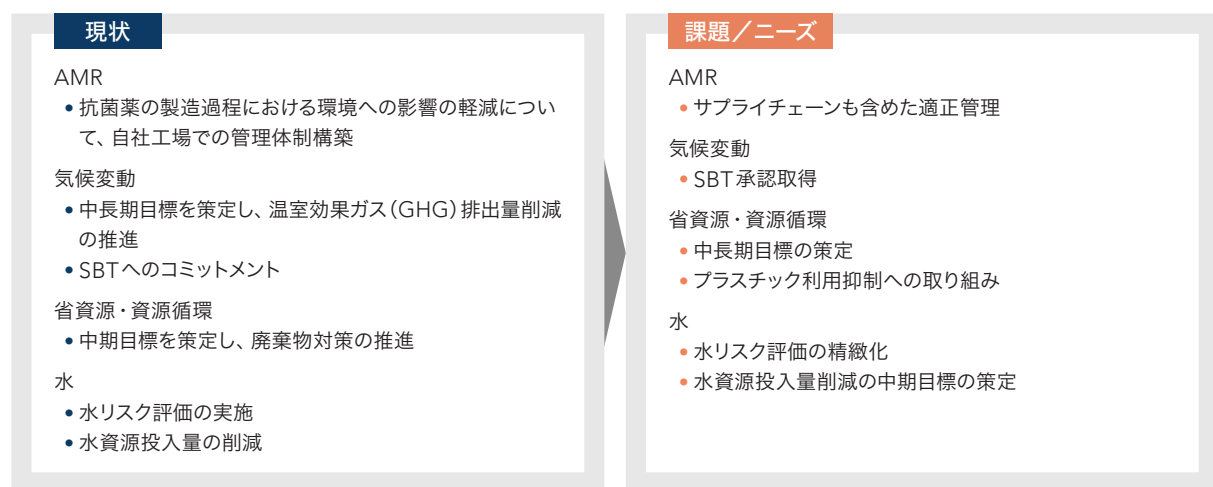 現状
AMR
•抗菌薬の製造過程における環境への影響の軽減につい
て、自社工場での管理体制構築
気候変動
•中長期目標を策定し、温室効果ガス（GHG）排出量削減
の推進
•SBTへのコミットメント
省資源・資源循環
•中期目標を策定し、廃棄物対策の推進
水
•水リスク評価の実施
•水資源投入量の削減
課題／ニーズ
AMR
•サプライチェーンも含めた適正管理
気候変動
•SBT承認取得
省資源・資源循環
•中長期目標の策定
•プラスチック利用抑制への取り組み
水
•水リスク評価の精緻化
•水資源投入量削減の中期目標の策定